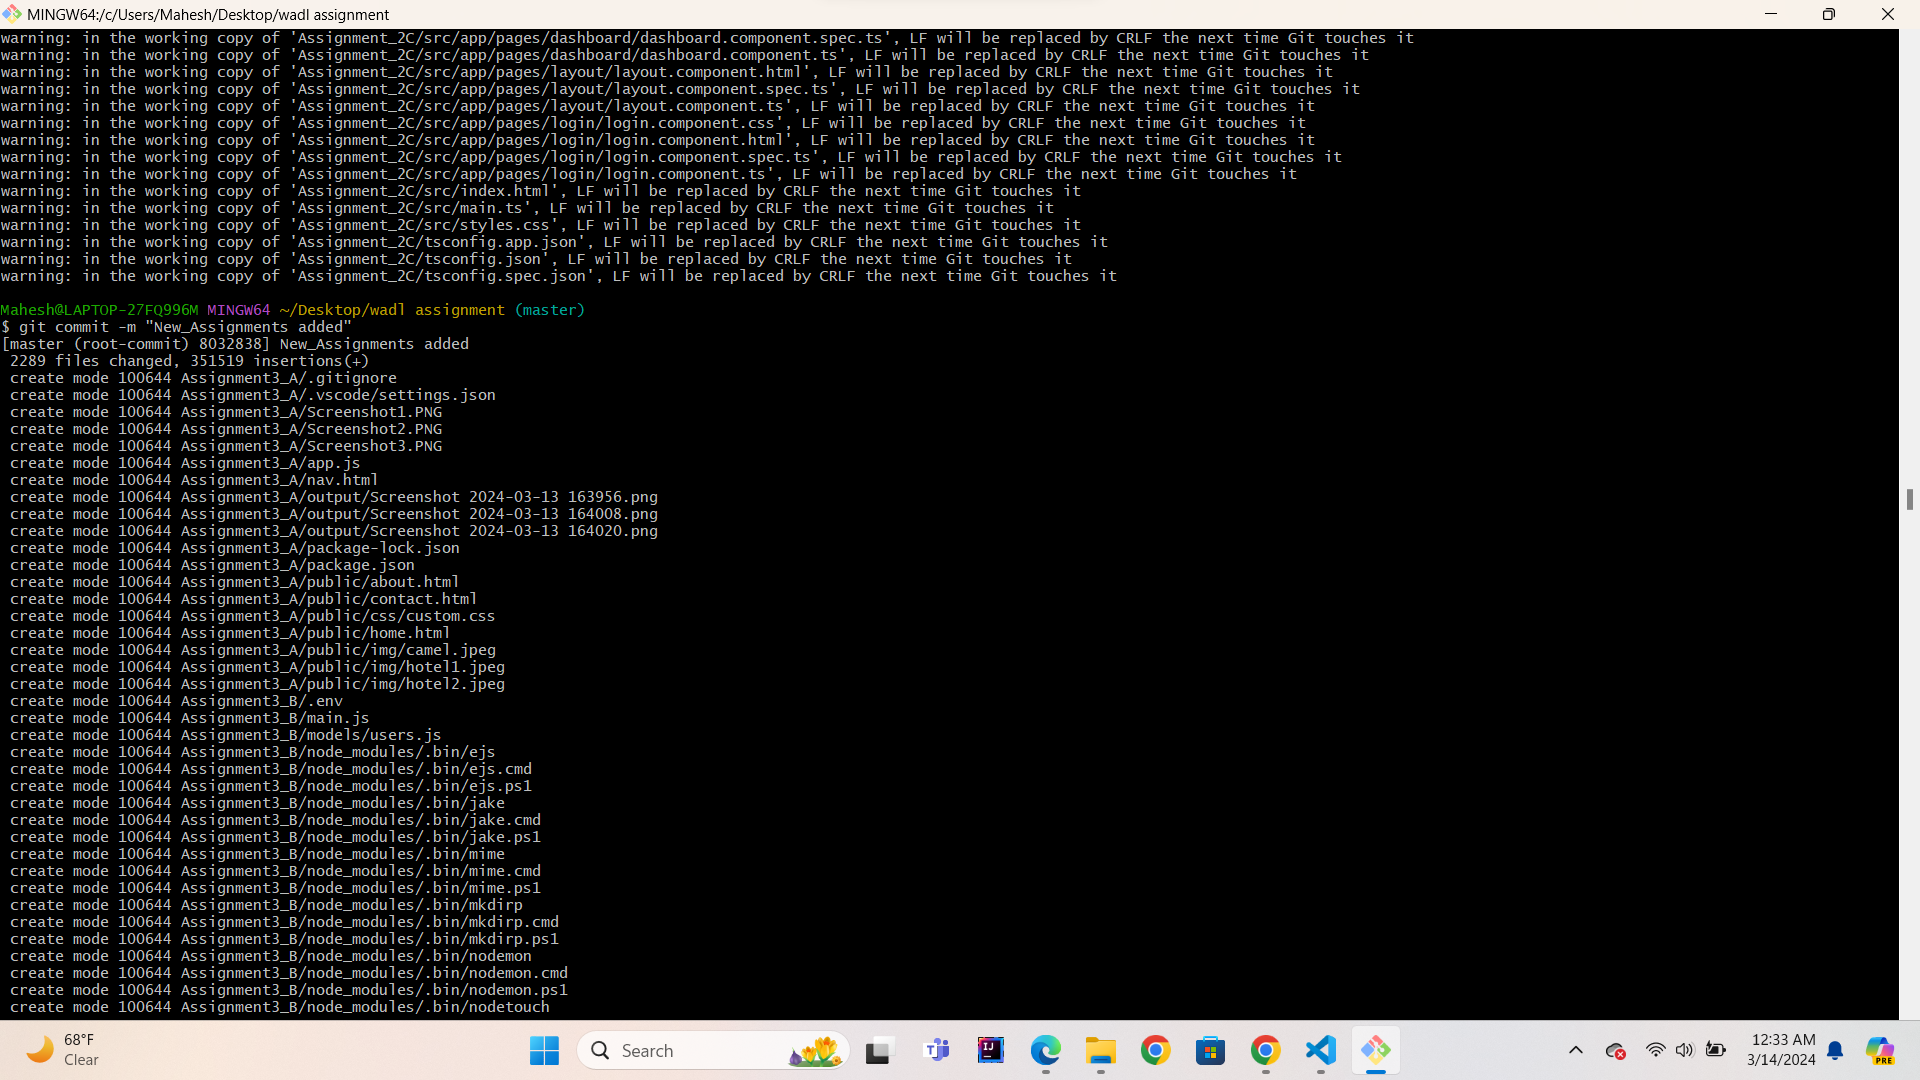 MINGW64:/c/Users/Mahesh/Desktop/wadl assignment
warning: in the working copy of 'Assignment_2C/src/app/pages/dashboard/dashboard.component.spec.ts', LF will be replaced by CRLF the next time Git touches it
warning: in the working copy of 'Assignment_2C/src/app/pages/dashboard/dashboard.component.ts', LF will be replaced by CRLF the next time Git touches it
warning: in the working copy of 'Assignment_2C/src/app/pages/layout/layout.component.html', LF will be replaced by CRLF the next time Git touches it
warning: in the working copy of 'Assignment_2C/src/app/pages/layout/layout.component.spec.ts', LF will be replaced by CRLF the next time Git touches it
warning: in the working copy of 'Assignment_2C/src/app/pages/layout/layout.component.ts', LF will be replaced by CRLF the next time Git touches it
warning: in the working copy of 'Assignment_2C/src/app/pages/login/login.component.css', LF will be replaced by CRLF the next time Git touches it
warning: in the working copy of 'Assignment_2C/src/app/pages/login/login.component.html', LF will be replaced by CRLF the next time Git touches it
warning: in the working copy of 'Assignment_2C/src/app/pages/login/login.component.spec.ts', LF will be replaced by CRLF the next time Git touches it
warning: in the working copy of 'Assignment_2C/src/app/pages/login/login.component.ts', LF will be replaced by CRLF the next time Git touches it
warning: in the working copy of 'Assignment_2C/src/index.html', LF will be replaced by CRLF the next time Git touches it
warning: in the working copy of 'Assignment_2C/src/main.ts', LF will be replaced by CRLF the next time Git touches it
warning: in the working copy of 'Assignment_2C/src/styles.css', LF will be replaced by CRLF the next time Git touches it
warning: in the working copy of 'Assignment_2C/tsconfig.app.json', LF will be replaced by CRLF the next time Git touches it
warning: in the working copy of 'Assignment_2C/tsconfig.json', LF will be replaced by CRLF the next time Git touches it
warning: in the working copy of 'Assignment_2C/tsconfig.spec.json', LF will be replaced by CRLF the next time Git touches it
Mahesh@LAPTOP-27FQ996M MINGW64 ~/Desktop/wadl assignment (master)
$ git commit -m "New_Assignments added"
[master (root-commit) 8032838] New_Assignments added
2289 files changed, 351519 insertions(+)
create mode 100644 Assignment3_A/.gitignore
create mode 100644 Assignment3_A/.vscode/settings.json
create mode 100644 Assignment3_A/Screenshot1.PNG
create mode 100644 Assignment3_A/Screenshot2.PNG
create mode 100644 Assignment3_A/Screenshot3.PNG
create mode 100644 Assignment3_A/app.js
create mode 100644 Assignment3_A/nav.html
create mode 100644 Assignment3_A/output/Screenshot 2024-03-13 163956.png
create mode 100644 Assignment3_A/output/Screenshot 2024-03-13 164008.png
create mode 100644 Assignment3_A/output/Screenshot 2024-03-13 164020.png
create mode 100644 Assignment3_A/package-lock.json
create mode 100644 Assignment3_A/package.json
create mode 100644 Assignment3_A/public/about.html
create mode 100644 Assignment3_A/public/contact.html
create mode 100644 Assignment3_A/public/css/custom.css
create mode 100644 Assignment3_A/public/home.html
create mode 100644 Assignment3_A/public/img/camel.jpeg
create mode 100644 Assignment3_A/public/img/hotel1.jpeg
create mode 100644 Assignment3_A/public/img/hotel2.jpeg
create mode 100644 Assignment3_B/.env
create mode 100644 Assignment3_B/main.js
create mode 100644 Assignment3_B/models/users.js
create mode 100644 Assignment3_B/node_modules/.bin/ejs
create mode 100644 Assignment3_B/node_modules/.bin/ejs.cmd
create mode 100644 Assignment3_B/node_modules/.bin/ejs.ps1
create mode 100644 Assignment3_B/node_modules/.bin/jake
create mode 100644 Assignment3_B/node_modules/.bin/jake.cmd
create mode 100644 Assignment3_B/node_modules/.bin/jake.ps1
create mode 100644 Assignment3_B/node_modules/.bin/mime
create mode 100644 Assignment3_B/node_modules/.bin/mime.cmd
create mode 100644 Assignment3_B/node_modules/.bin/mime.ps1
create mode 100644 Assignment3_B/node_modules/.bin/mkdirp
create mode 100644 Assignment3_B/node_modules/.bin/mkdirp.cmd
create mode 100644 Assignment3_B/node_modules/.bin/mkdirp.ps1
create mode 100644 Assignment3_B/node_modules/.bin/nodemon
create mode 100644 Assignment3_B/node_modules/.bin/nodemon.cmd
create mode 100644 Assignment3_B/node_modules/.bin/nodemon.ps1
create mode 100644 Assignment3_B/node_modules/.bin/nodetouch
68°F
Clear
Search
IJ
PRE
12:33 AM
3/14/2024